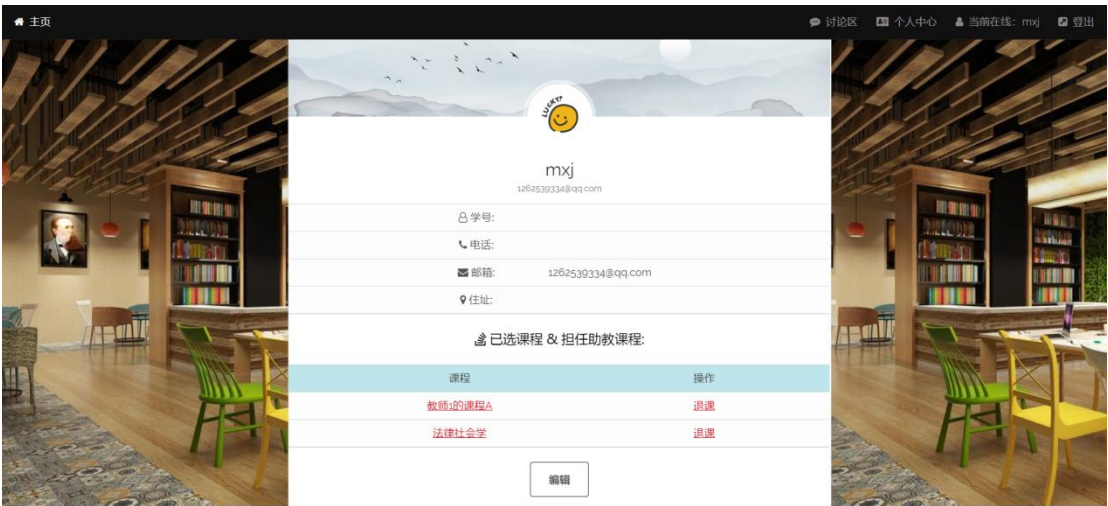 主页 讨论区 个人中心 当前在线: mxj 登出
LUCKY!
mxj
1262539334@qq.com
学号:
电话:
邮箱: 1262539334@qq.com
住址:
已选课程 & 担任助教课程:
课程 操作
教师1的课程A 退课
法律社会学 退课
编辑